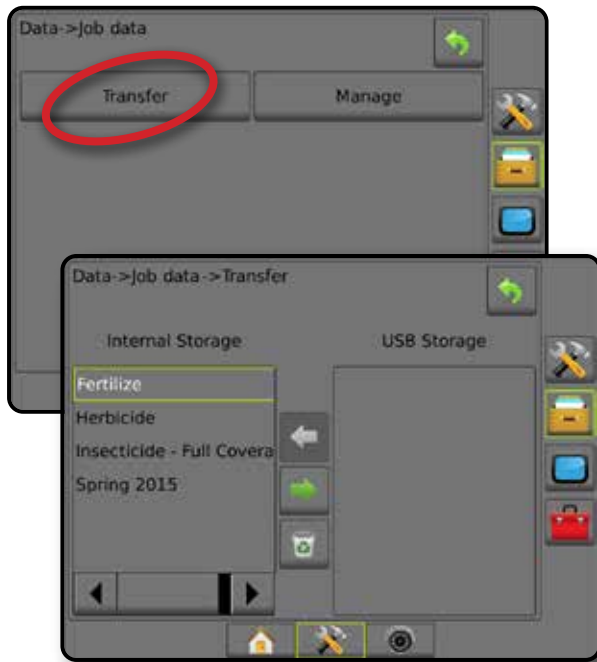 Data->Job data
Transfer
Manage
Data->Job data->Transfer
Internal Storage
USB Storage
Fertilize
Herbicide
Insecticide - Full Covera
Spring 2015